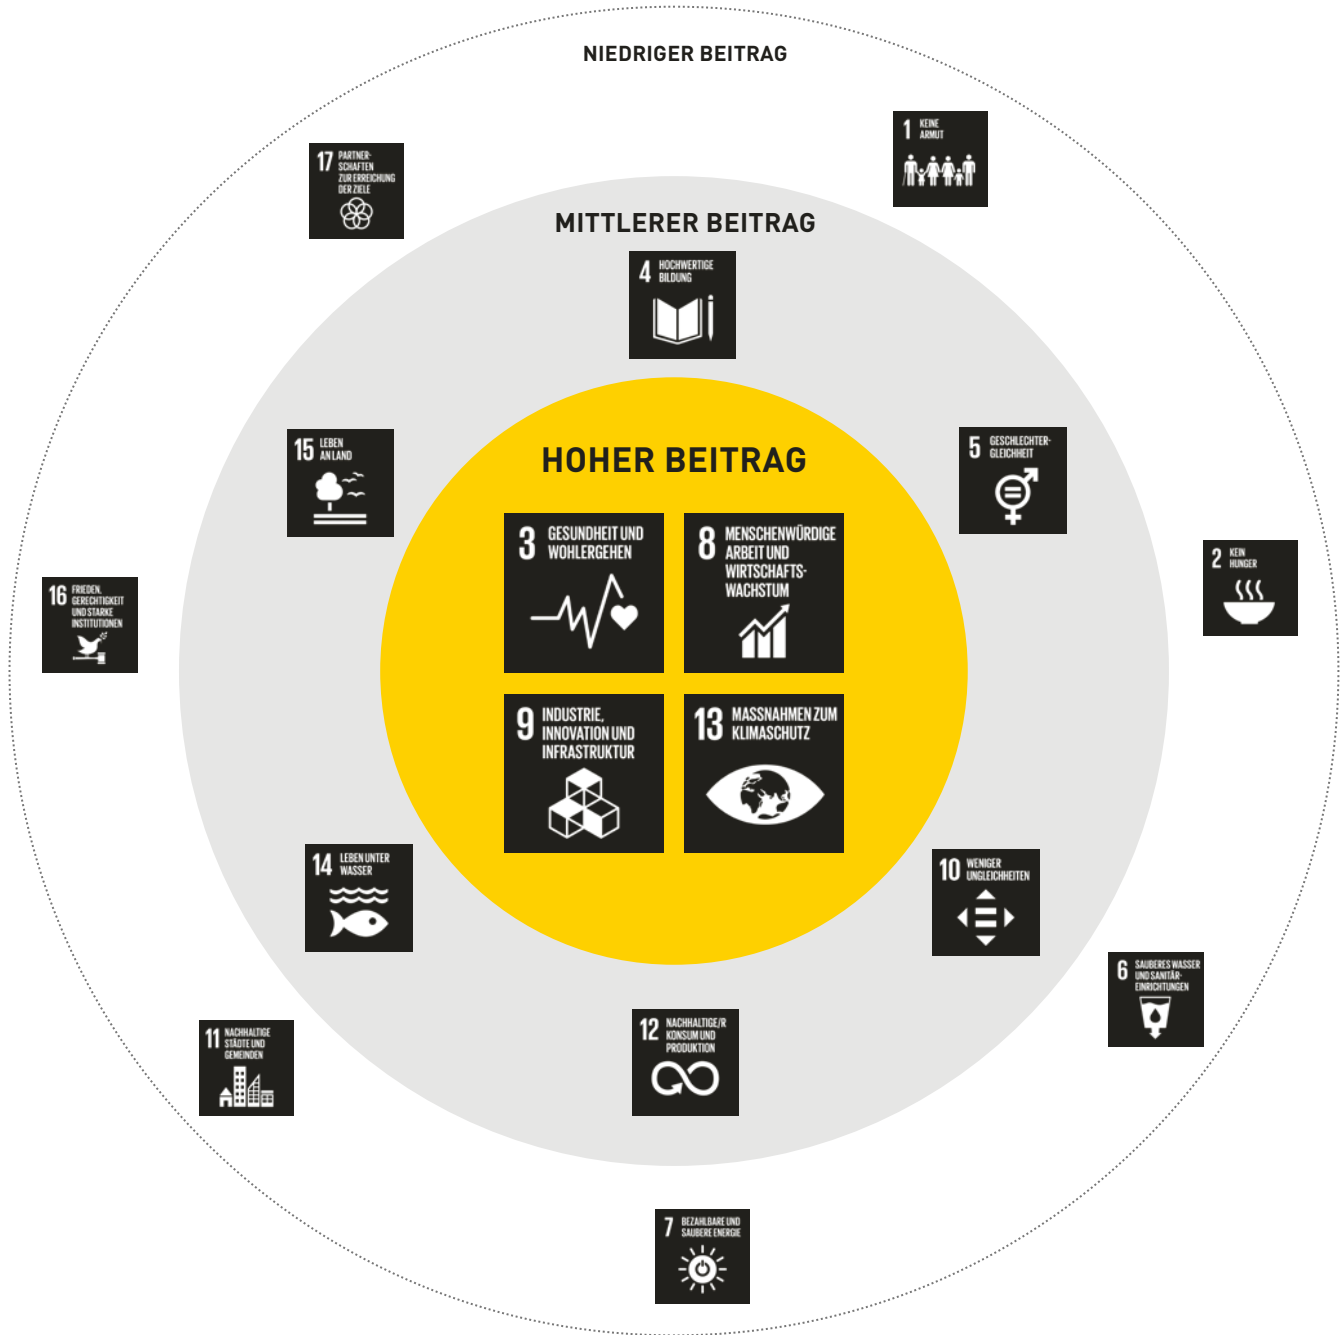 NIEDRIGER BEITRAG
1 KEINE
ARMUT
17 PARTNER-
SCHAFTEN
ZUR ERREICHUNG
DER ZIELE
MITTLERER BEITRAG
4 HOCHWERTIGE
BILDUNG
15 LEBEN
AN LAND
5 GESCHLECHTER-
GLEICHHEIT
HOHER BEITRAG
3 GESUNDHEIT UND
WOHLERGEHEN
8 MENSCHENWÜRDIGE
ARBEIT UND
WIRTSCHAFTS-
WACHSTUM
2 KEIN
HUNGER
16 FRIEDEN,
GERECHTIGKEIT
UND STARKE
INSTITUTIONEN
9 INDUSTRIE,
INNOVATION UND
INFRASTRUKTUR
13 MASSNAHMEN ZUM
KLIMASCHUTZ
14 LEBEN UNTER
WASSER
10 WENIGER
UNGLEICHHEITEN
6 SAUBERES WASSER
UND SANITÄR-
EINRICHTUNGEN
11 NACHHALTIGE
STÄDTE UND
GEMEINDEN
12 NACHHALTIGE/R
KONSUM UND
PRODUKTION
7 BEZAHLBARE UND
SAUBERE ENERGIE